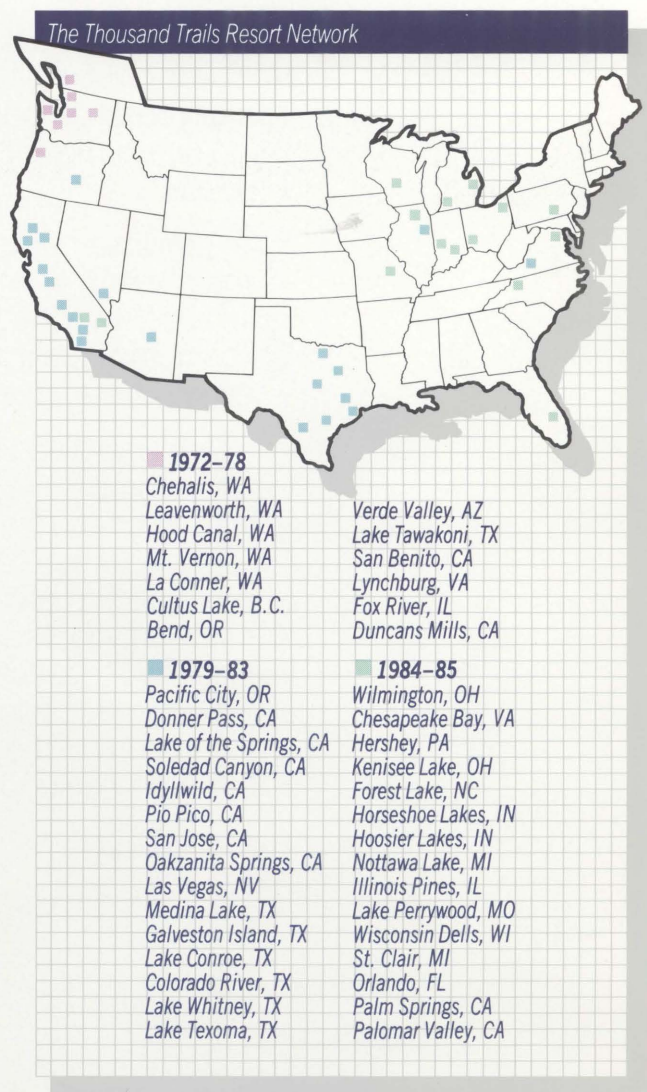 The Thousand Trails Resort Network
1972–78
Chehalis, WA
Leavenworth, WA
Hood Canal, WA
Mt. Vernon, WA
La Conner, WA
Cultus Lake, B.C.
Bend, OR
1979–83
Pacific City, OR
Donner Pass, CA
Lake of the Springs, CA
Soledad Canyon, CA
Idyllwild, CA
Pio Pico, CA
San Jose, CA
Oakzanita Springs, CA
Las Vegas, NV
Medina Lake, TX
Galveston Island, TX
Lake Conroe, TX
Colorado River, TX
Lake Whitney, TX
Lake Texoma, TX
Verde Valley, AZ
Lake Tawakoni, TX
San Benito, CA
Lynchburg, VA
Fox River, IL
Duncans Mills, CA
1984–85
Wilmington, OH
Chesapeake Bay, VA
Hershey, PA
Kenisee Lake, OH
Forest Lake, NC
Horseshoe Lakes, IN
Hoosier Lakes, IN
Nottawa Lake, MI
Illinois Pines, IL
Lake Perrywood, MO
Wisconsin Dells, WI
St. Clair, MI
Orlando, FL
Palm Springs, CA
Palomar Valley, CA